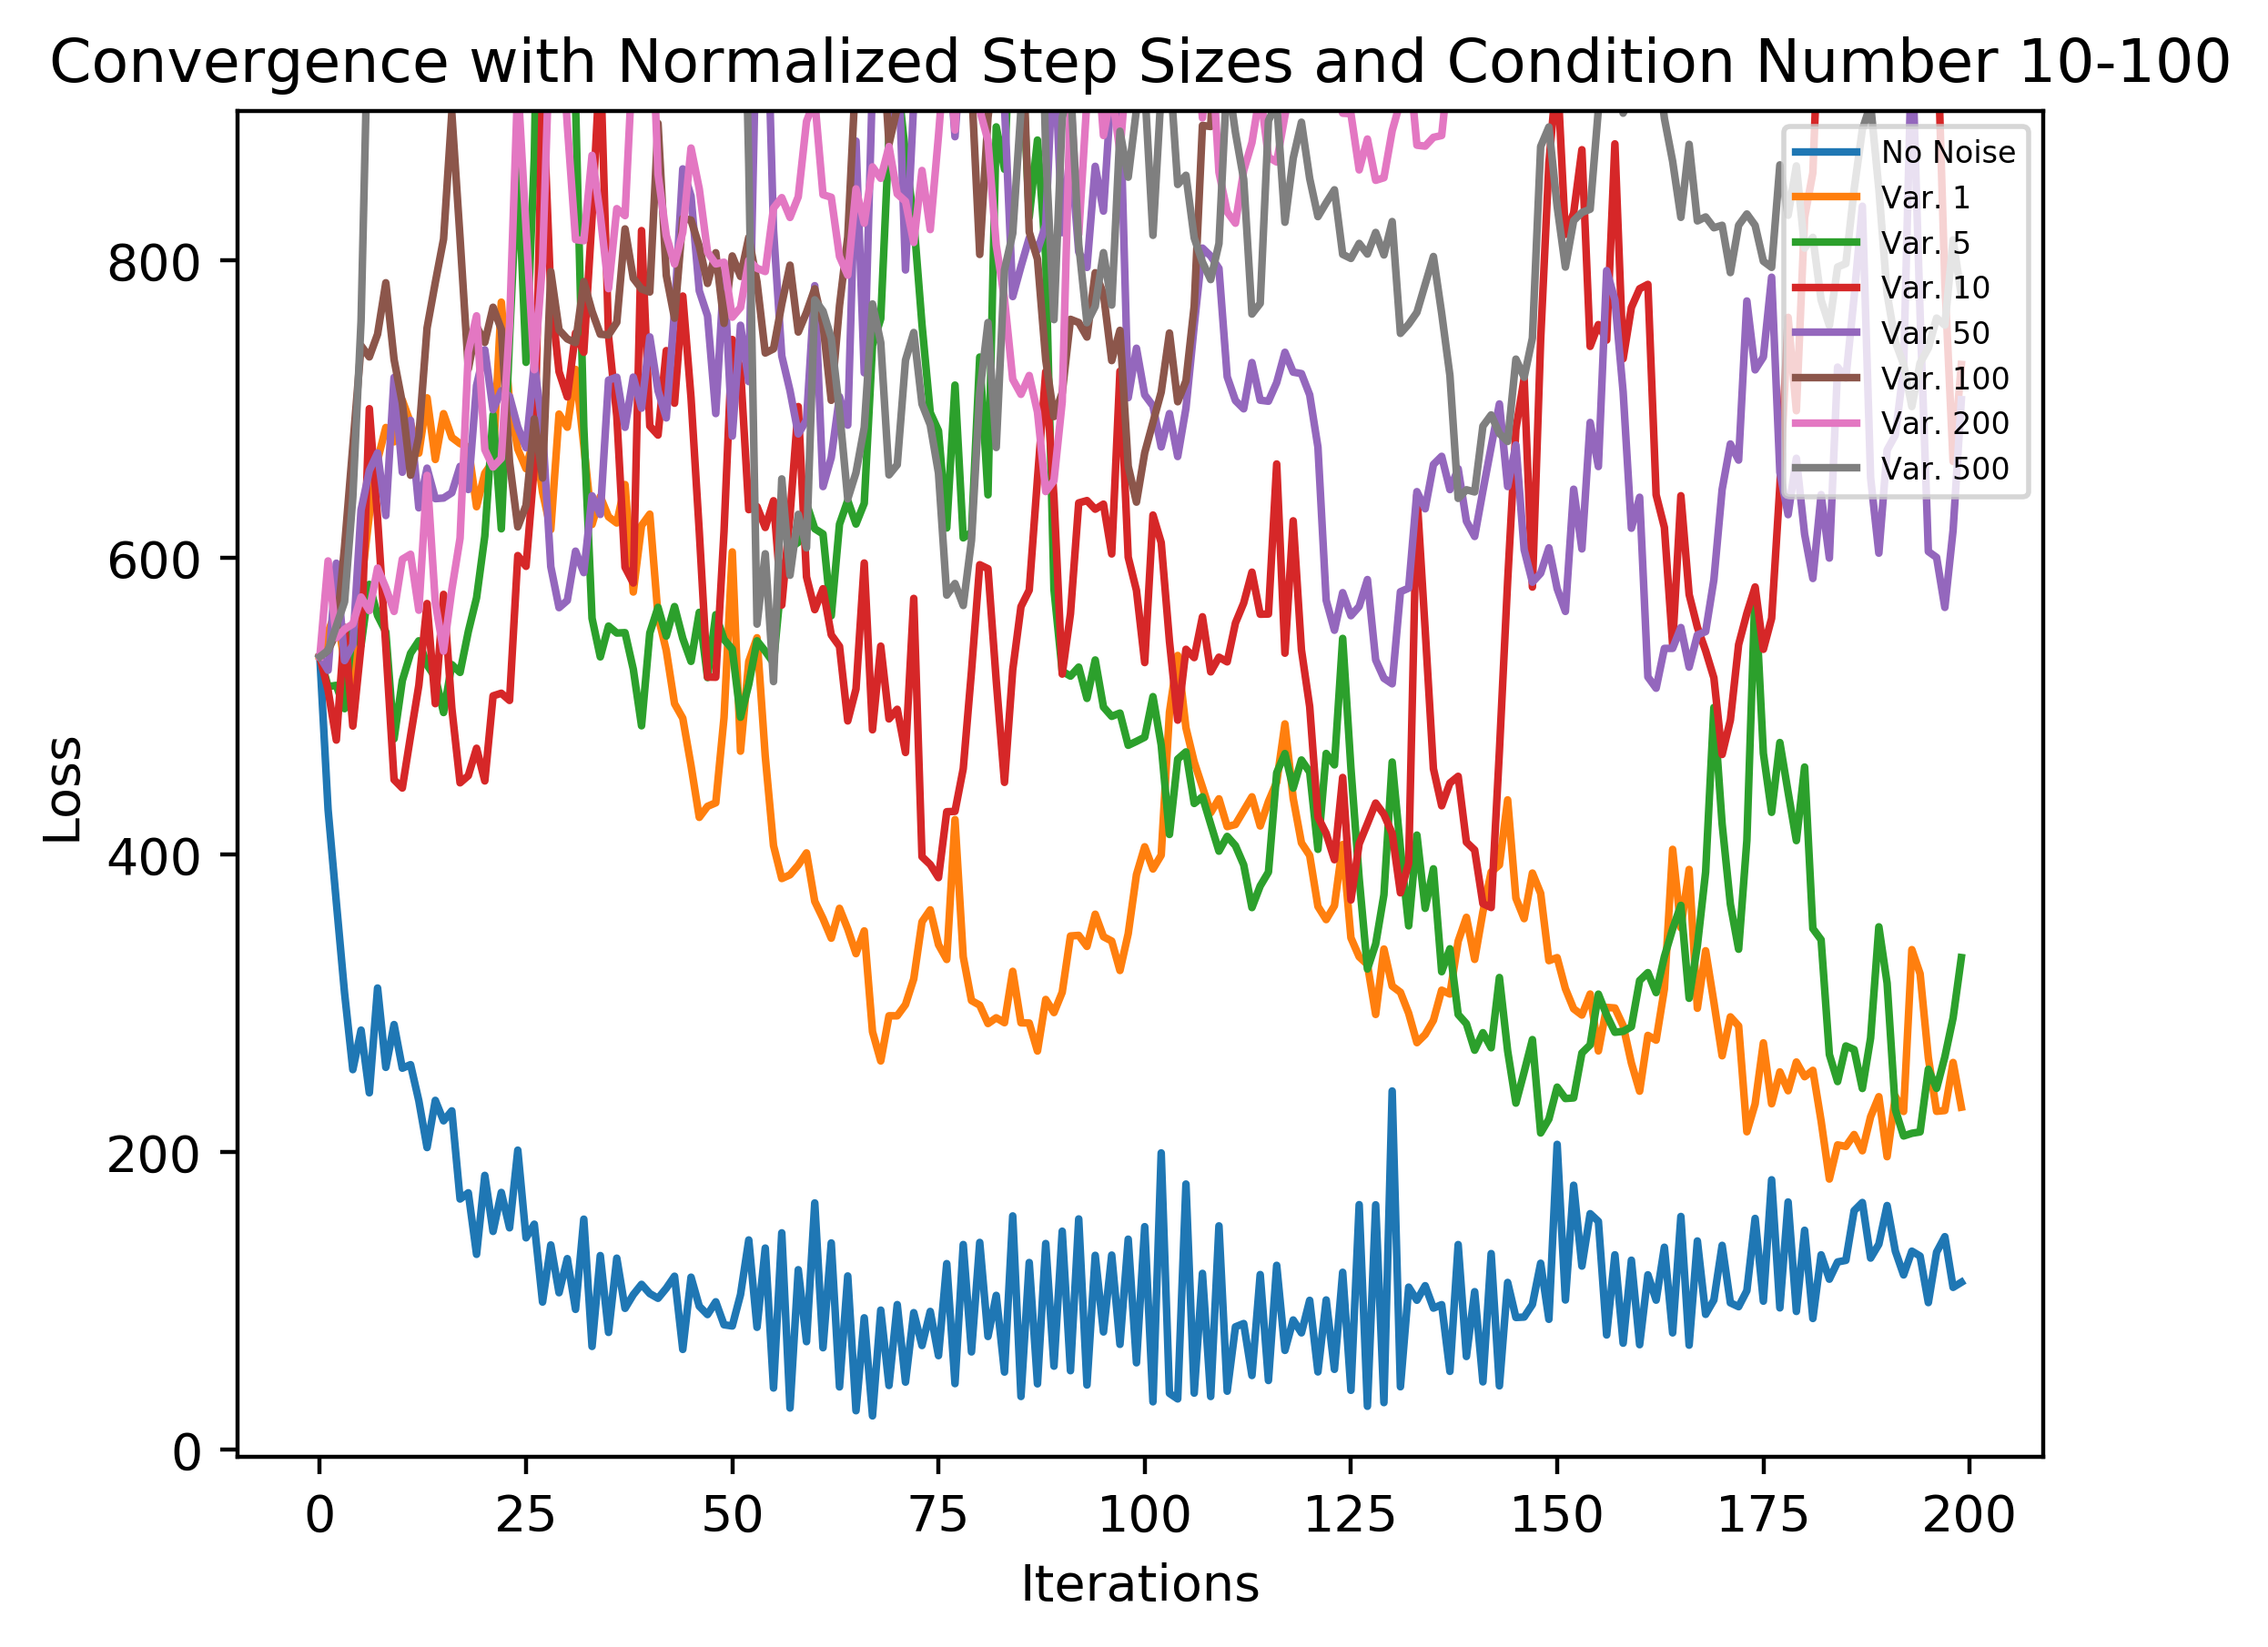 Convergence with Normalized Step Sizes and Condition Number 10-100
Loss
800
600
400
200
0
0 25 50 75 100 125 150 175 200
Iterations
No Noise
Var. 1
Var. 5
Var. 10
Var. 50
Var. 100
Var. 200
Var. 500